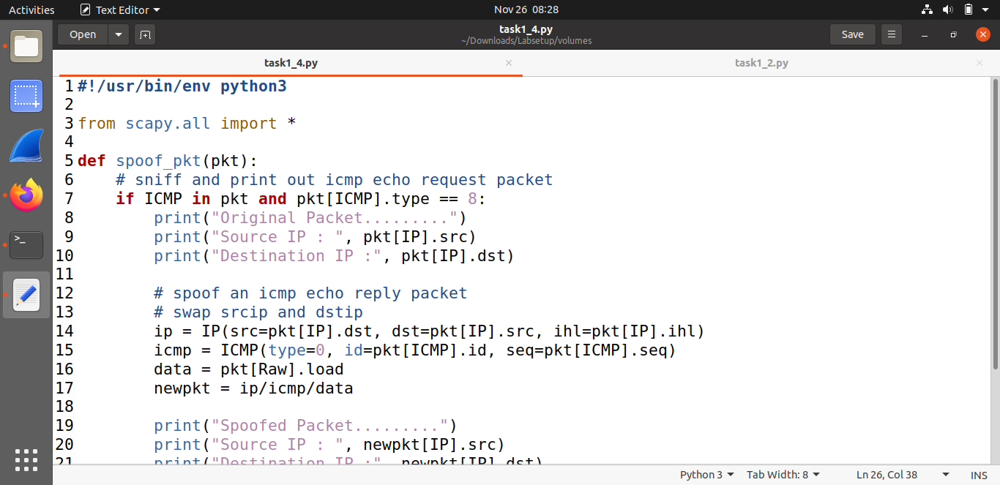 Activities Text Editor Nov 26 08:28
Open task1_4.py Save
~/Downloads/Labsetup/volumes
task1_4.py × task1_2.py ×
1 #!/usr/bin/env python3
2
3 from scapy.all import *
4
5 def spoof_pkt(pkt):
6     # sniff and print out icmp echo request packet
7     if ICMP in pkt and pkt[ICMP].type == 8:
8         print("Original Packet.........")
9         print("Source IP : ", pkt[IP].src)
10         print("Destination IP :", pkt[IP].dst)
11
12         # spoof an icmp echo reply packet
13         # swap srcip and dstip
14         ip = IP(src=pkt[IP].dst, dst=pkt[IP].src, ihl=pkt[IP].ihl)
15         icmp = ICMP(type=0, id=pkt[ICMP].id, seq=pkt[ICMP].seq)
16         data = pkt[Raw].load
17         newpkt = ip/icmp/data
18
19         print("Spoofed Packet.........")
20         print("Source IP : ", newpkt[IP].src)
21         print("Destination IP :", newpkt[IP].dst)
Python 3 Tab Width: 8 Ln 26, Col 38 INS